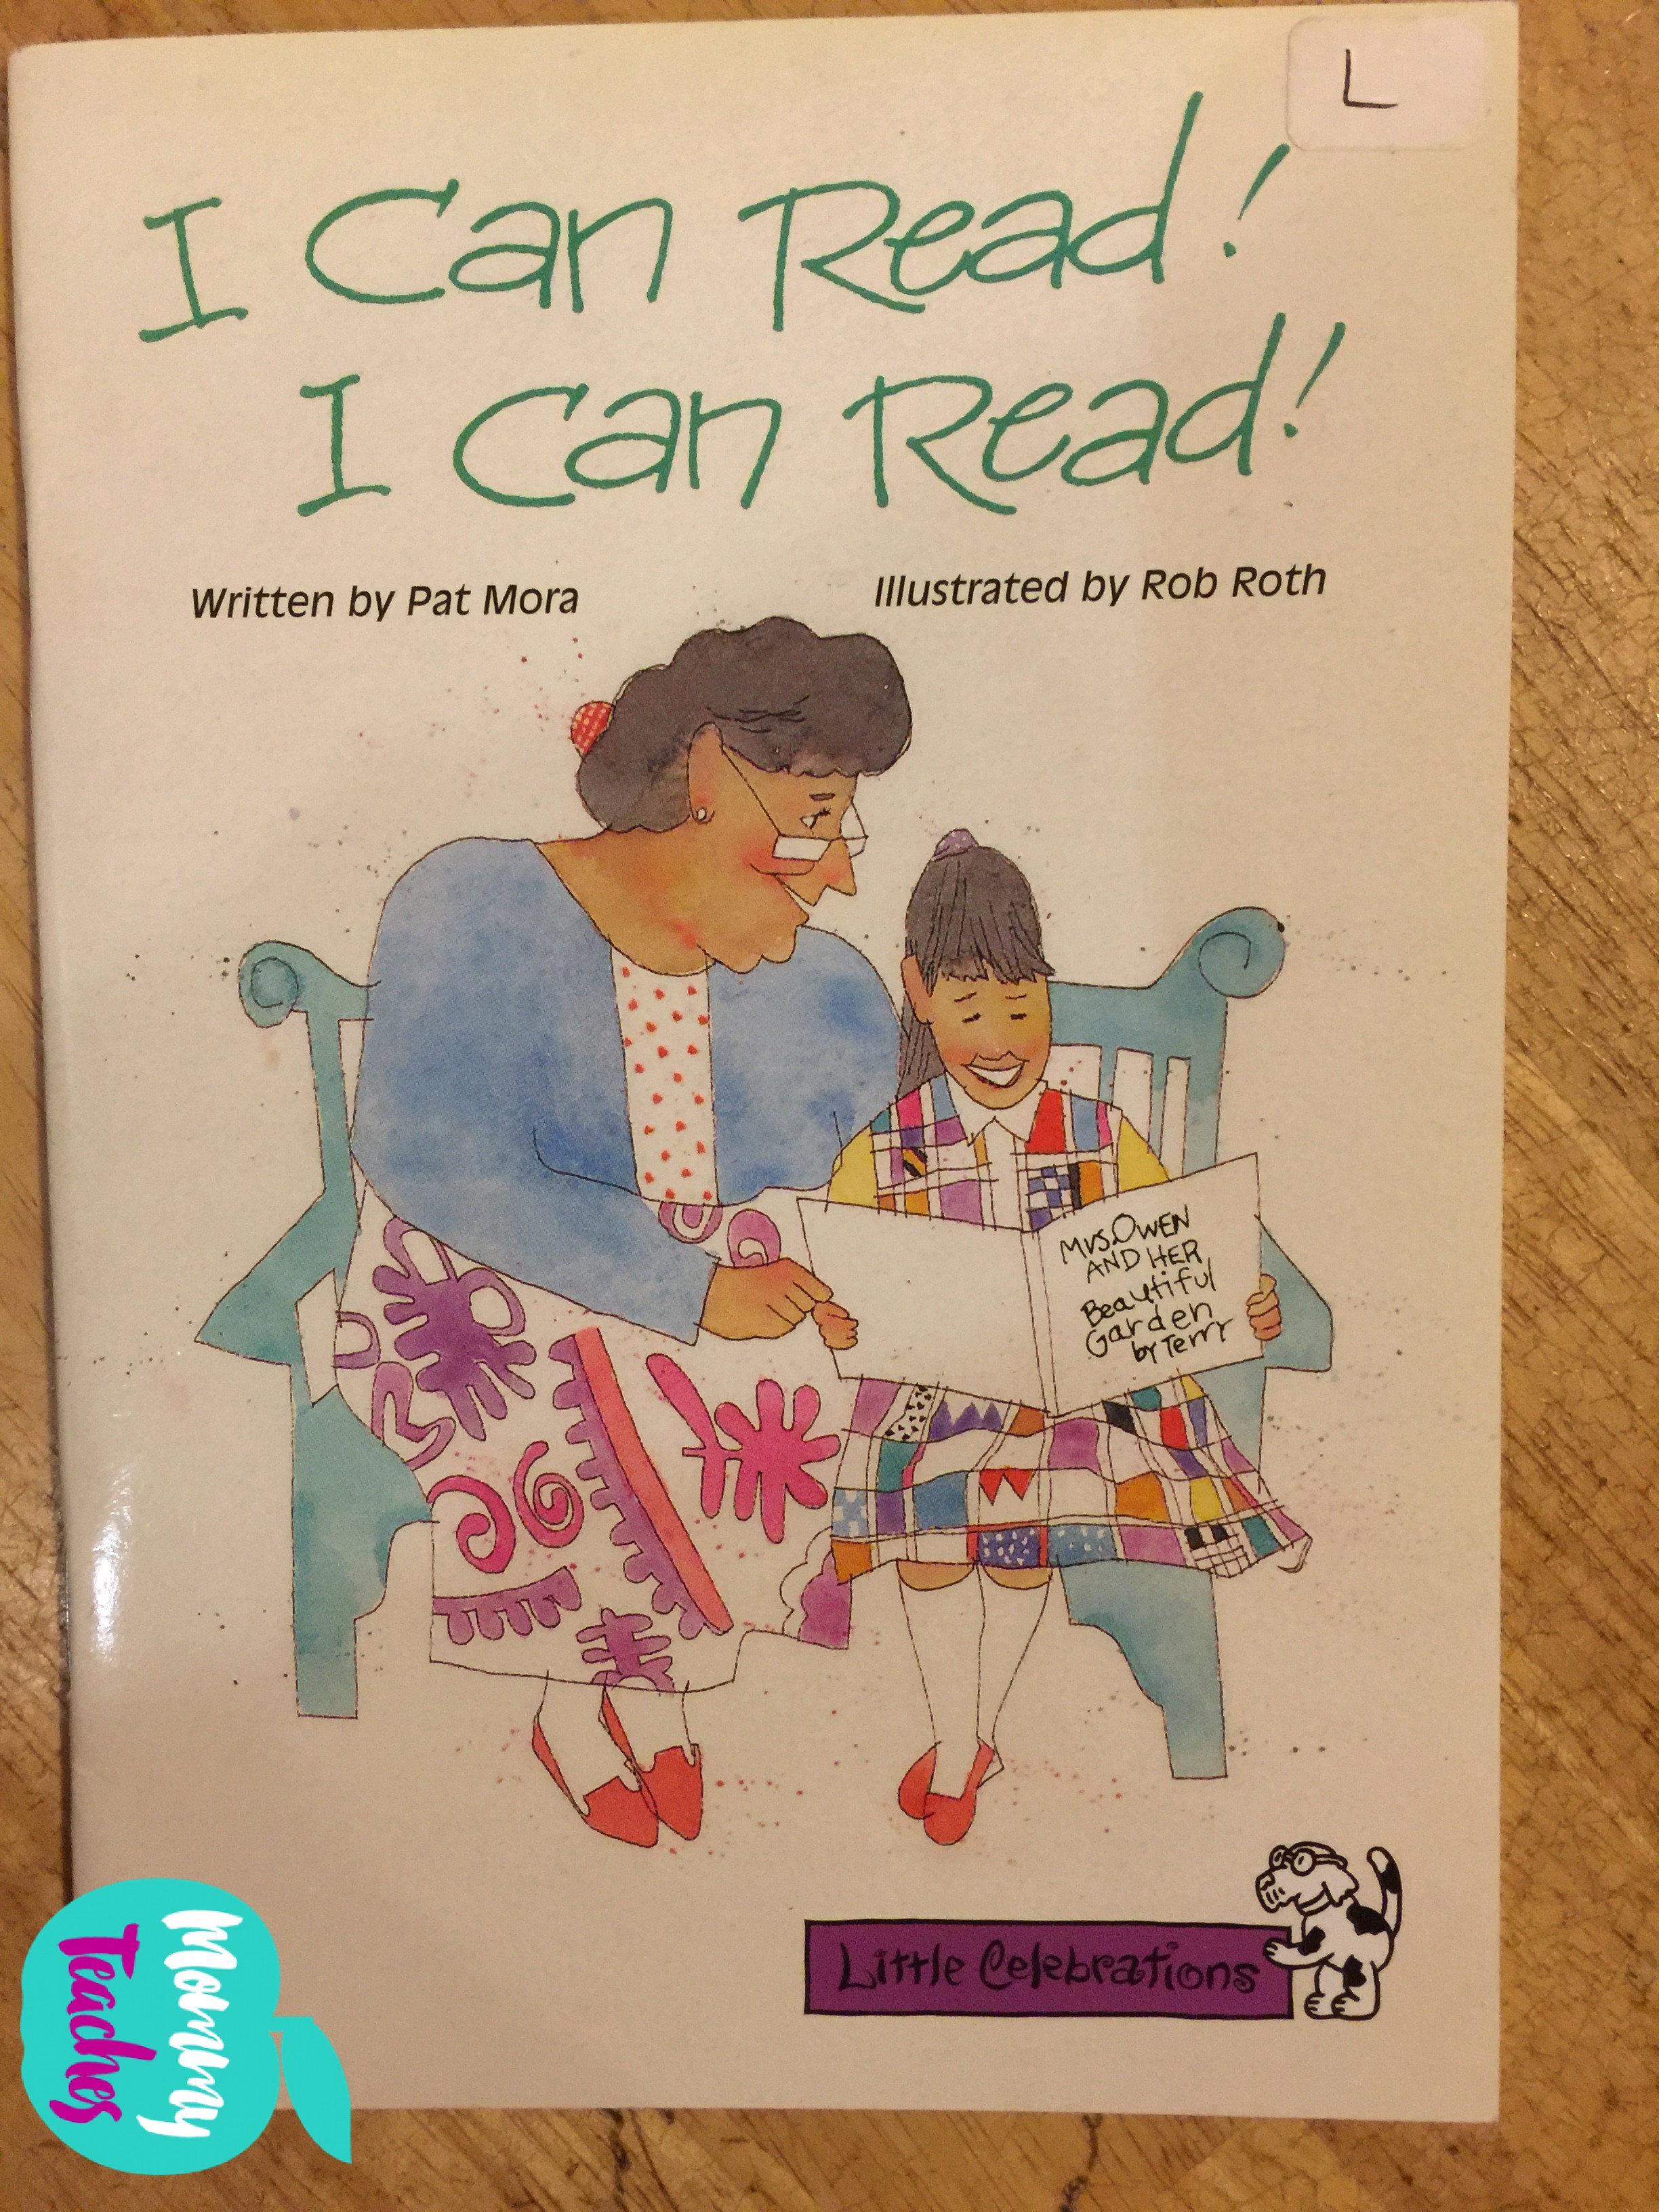 L
I Can Read!
I Can Read!
Written by Pat Mora
Illustrated by Rob Roth
Mrs. Owen
AND HER
Beautiful
Garden
by Terry
Little Celebrations
Mommy
Teaches